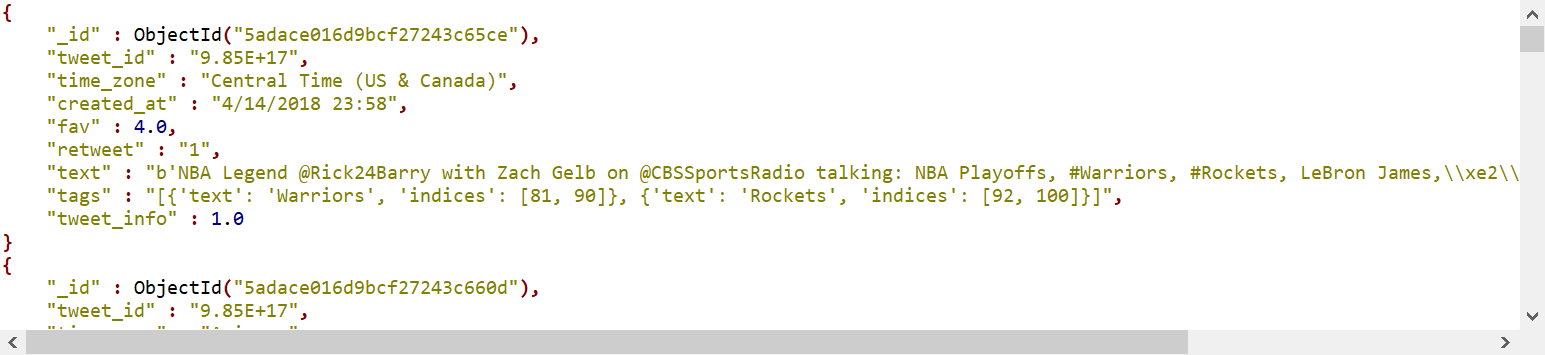 {
"_id" : ObjectId("5adace016d9bcf27243c65ce"),
"tweet_id" : "9.85E+17",
"time_zone" : "Central Time (US & Canada)",
"created_at" : "4/14/2018 23:58",
"fav" : 4.0,
"retweet" : "1",
"text" : "b'NBA Legend @Rick24Barry with Zach Gelb on @CBSSportsRadio talking: NBA Playoffs, #Warriors, #Rockets, LeBron James,\\xe2\\
"tags" : "[{'text': 'Warriors', 'indices': [81, 90]}, {'text': 'Rockets', 'indices': [92, 100]}]",
"tweet_info" : 1.0
}
{
"_id" : ObjectId("5adace016d9bcf27243c660d"),
"tweet_id" : "9.85E+17",